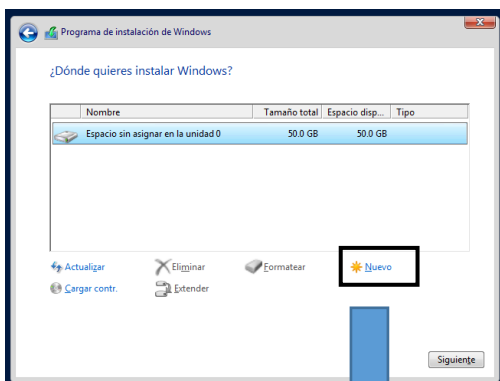 Programa de instalación de Windows
¿Dónde quieres instalar Windows?
Nombre Tamaño total Espacio disp... Tipo
Espacio sin asignar en la unidad 0 50.0 GB 50.0 GB
Actualizar Eliminar Formatear Nuevo
Cargar contr. Extender
Siguiente